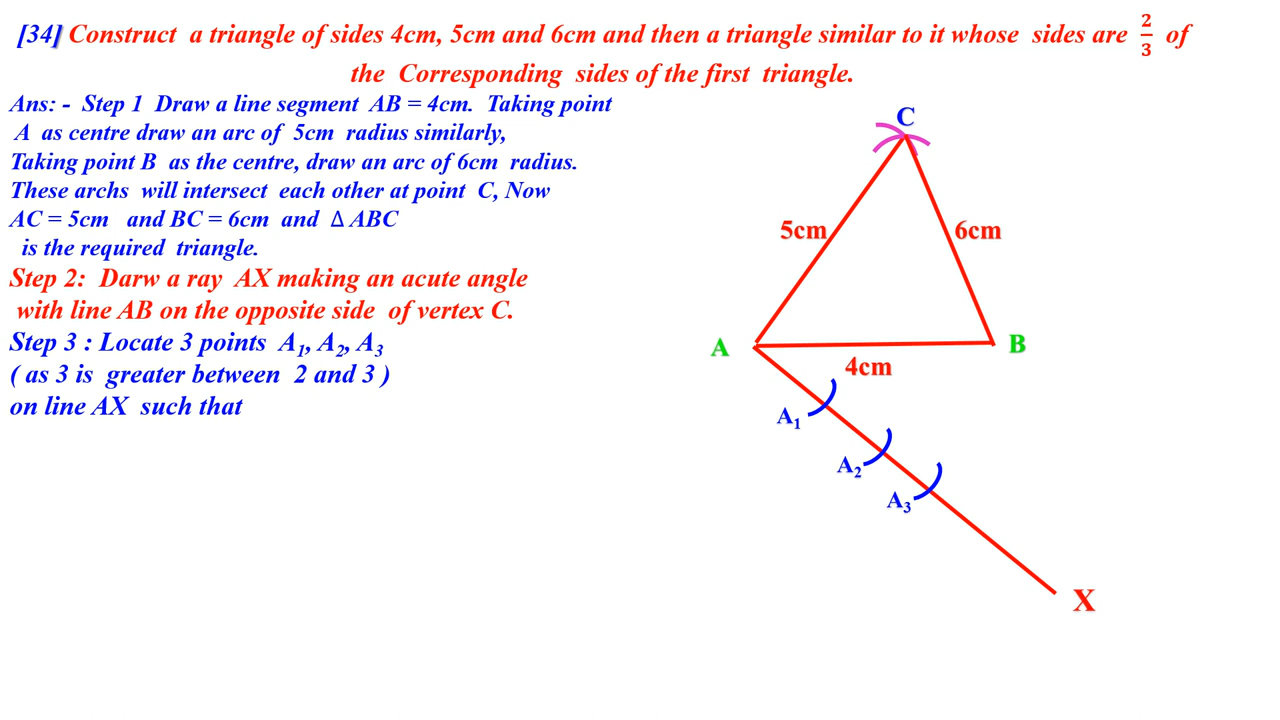 [34] Construct a triangle of sides 4cm, 5cm and 6cm and then a triangle similar to it whose sides are 2/3 of
the Corresponding sides of the first triangle.
Ans: - Step 1 Draw a line segment AB = 4cm. Taking point
A as centre draw an arc of 5cm radius similarly,
Taking point B as the centre, draw an arc of 6cm radius.
These archs will intersect each other at point C, Now
AC = 5cm and BC = 6cm and Δ ABC
is the required triangle.
Step 2: Darw a ray AX making an acute angle
with line AB on the opposite side of vertex C.
Step 3 : Locate 3 points A₁, A₂, A₃
( as 3 is greater between 2 and 3 )
on line AX such that
C
5cm
6cm
A
B
4cm
A₁
A₂
A₃
X